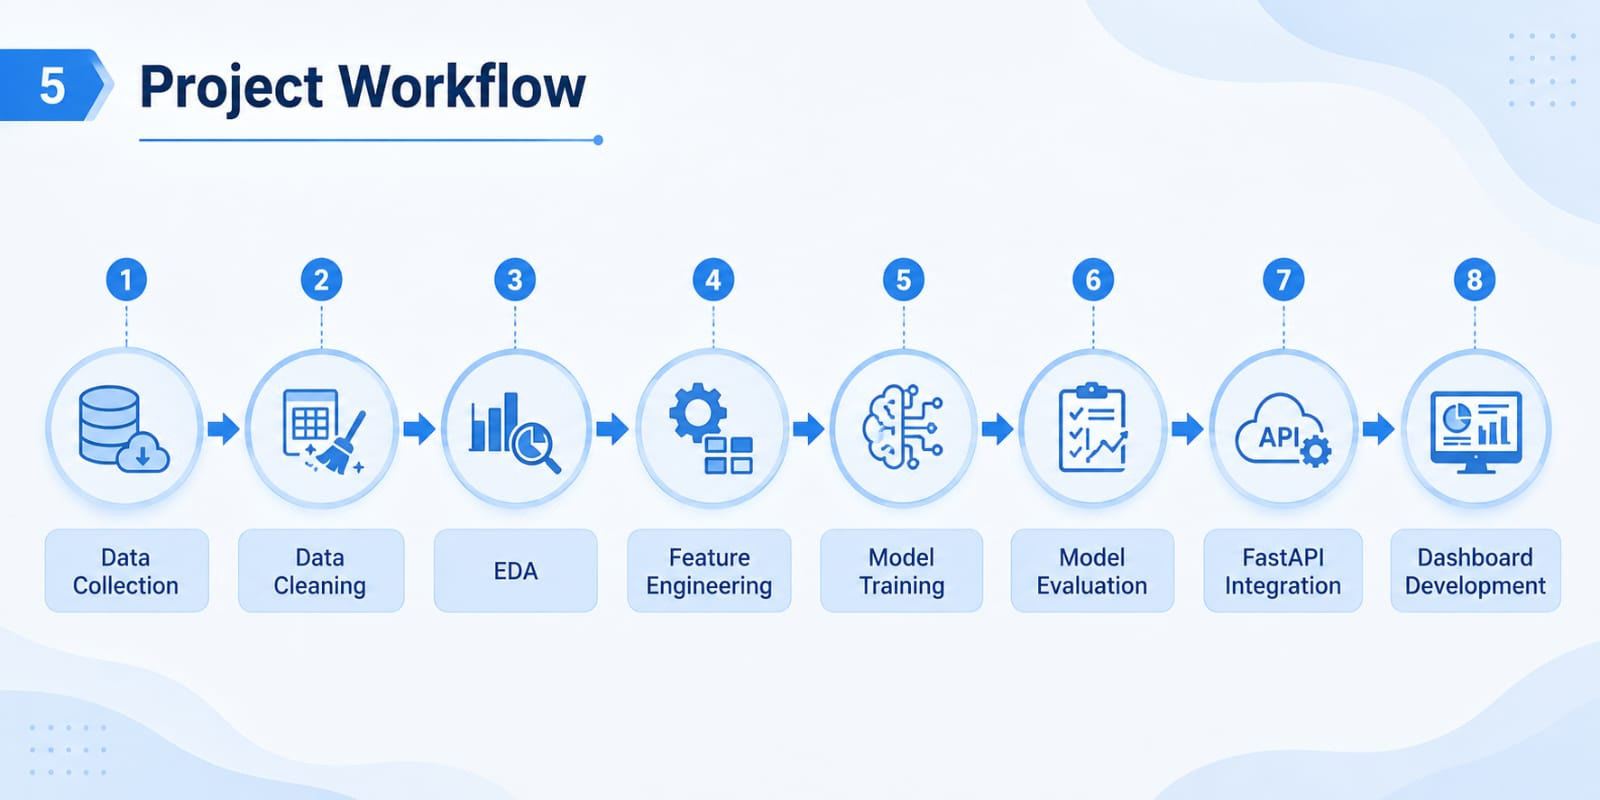 5
Project Workflow
1
2
3
4
5
6
7
8
API
Data
Collection
Data
Cleaning
EDA
Feature
Engineering
Model
Training
Model
Evaluation
FastAPI
Integration
Dashboard
Development